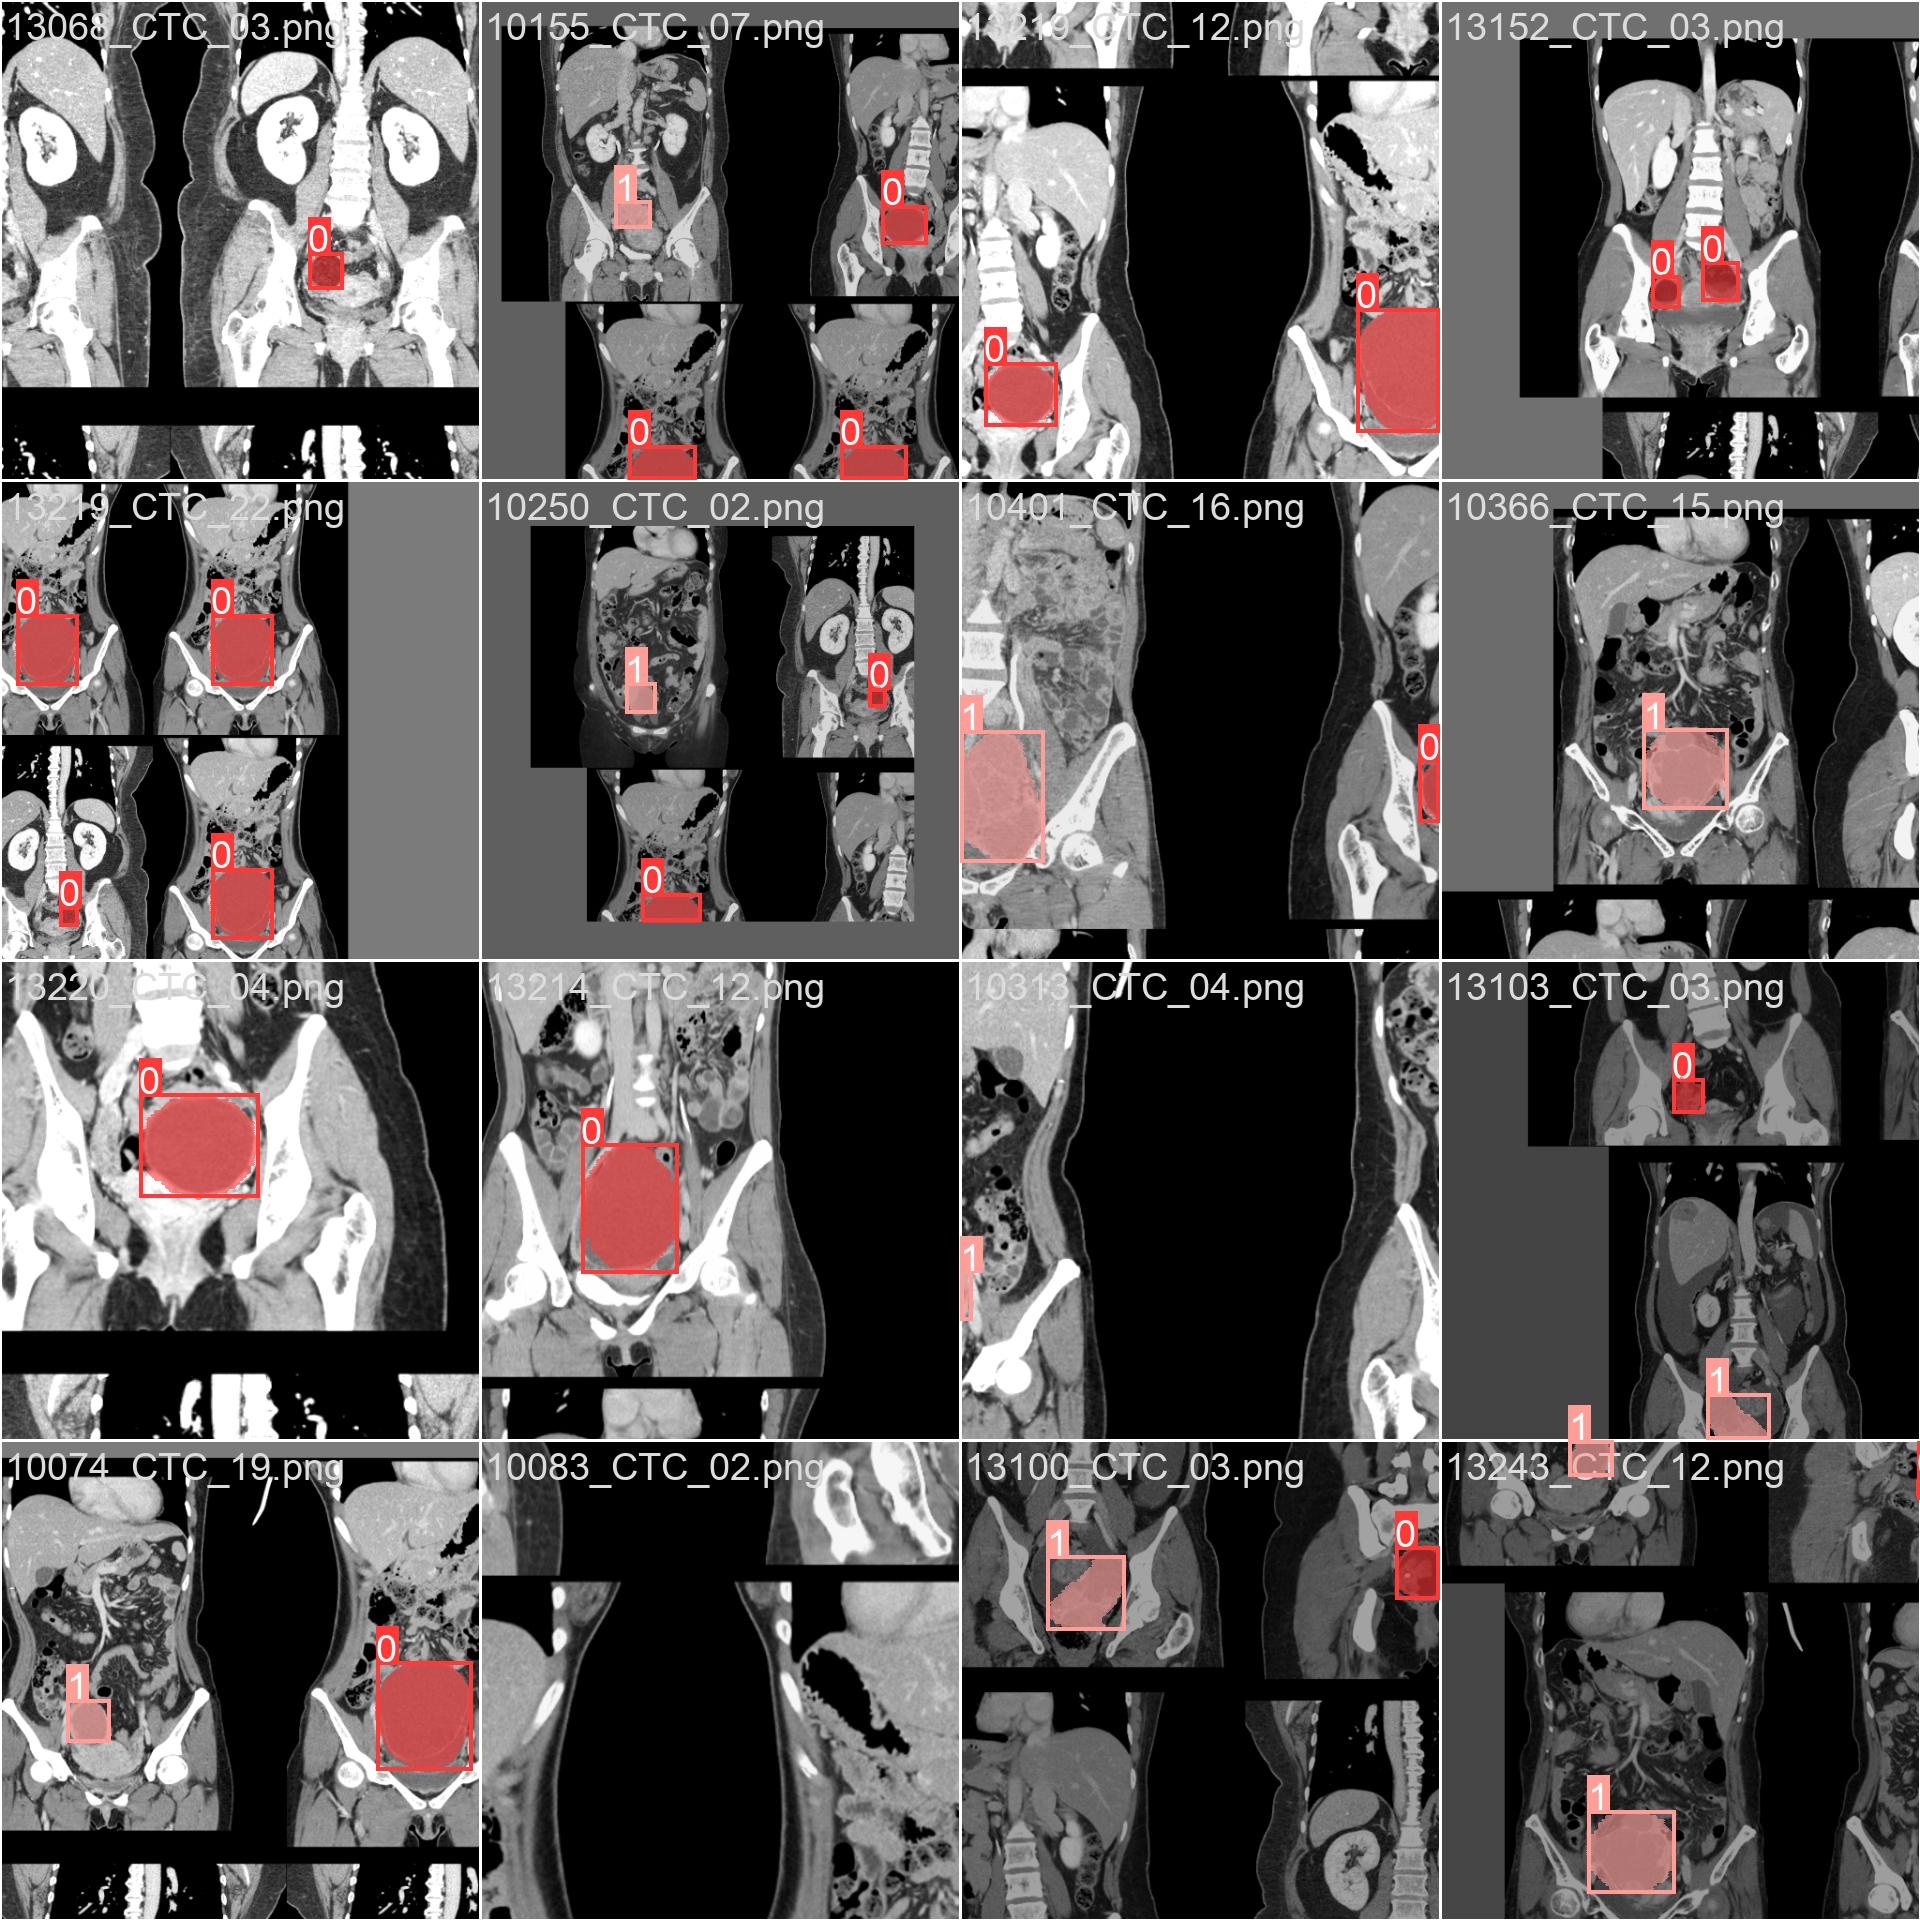 13068_CTC_03.png
10155_CTC_07.png
13219_CTC_12.png
13152_CTC_03.png
0
1
0
0
0
0
0
0
0
13219_CTC_22.png
10250_CTC_02.png
10401_CTC_16.png
10366_CTC_15.png
0
0
1
0
1
0
1
0
0
0
13220_CTC_04.png
13214_CTC_12.png
10313_CTC_04.png
13103_CTC_03.png
0
0
1
0
1
1
10074_CTC_19.png
10083_CTC_02.png
13100_CTC_03.png
13243_CTC_12.png
1
0
1
0
1